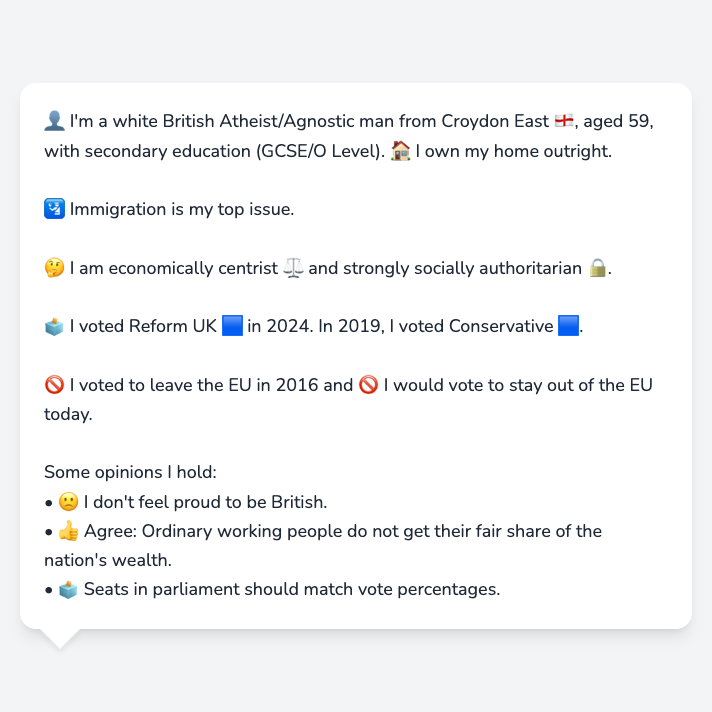 👤 I'm a white British Atheist/Agnostic man from Croydon East 🏴󠁧󠁢󠁥󠁮󠁧󠁿, aged 59,
with secondary education (GCSE/O Level). 🏠 I own my home outright.
🛂 Immigration is my top issue.
🤔 I am economically centrist ⚖️ and strongly socially authoritarian 🔒.
🗳️ I voted Reform UK 🟦 in 2024. In 2019, I voted Conservative 🟦.
🚫 I voted to leave the EU in 2016 and 🚫 I would vote to stay out of the EU
today.
Some opinions I hold:
• 🙁 I don't feel proud to be British.
• 👍 Agree: Ordinary working people do not get their fair share of the
nation's wealth.
• 🗳️ Seats in parliament should match vote percentages.